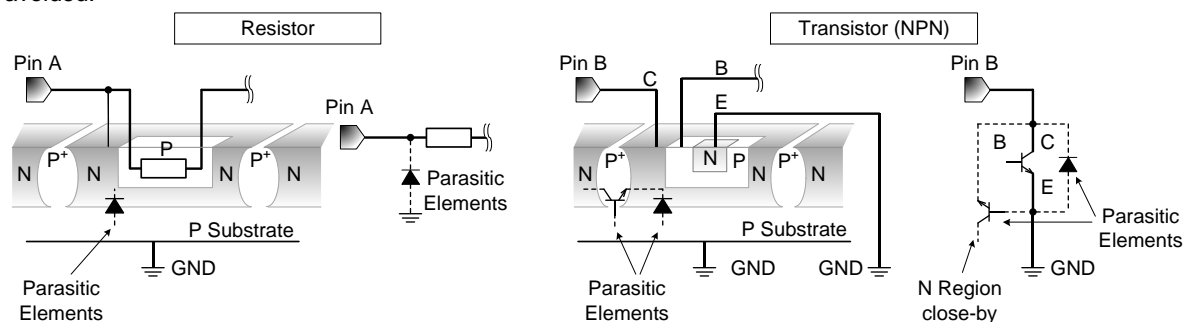 Resistor
Pin A
P
N
P+
N
P+
N
N
P Substrate
GND
Parasitic
Elements
Pin A
Parasitic
Elements
Transistor (NPN)
Pin B
C
B
E
N
P+
N
N
P
P+
N
N
P Substrate
GND
GND
Parasitic
Elements
Pin B
B
C
E
Parasitic
Elements
GND
N Region
close-by